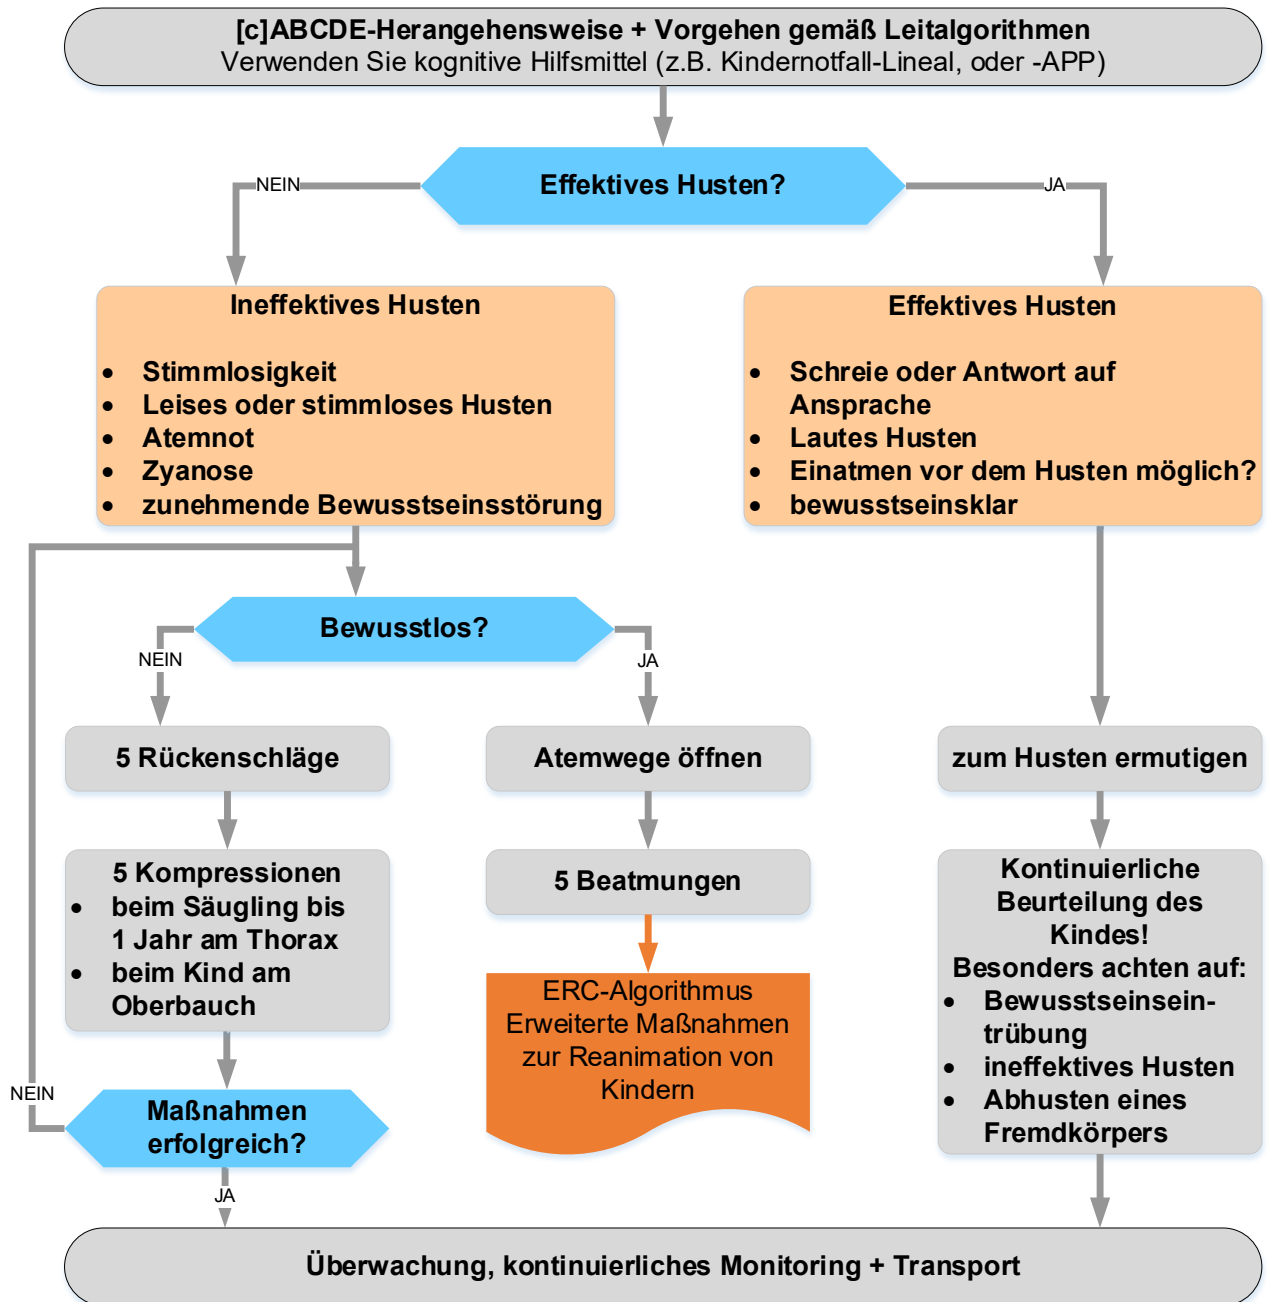 [c]ABCDE-Herangehensweise + Vorgehen gemäß Leitalgorithmen
Verwenden Sie kognitive Hilfsmittel (z.B. Kindernotfall-Lineal, oder -APP)
Effektives Husten?
NEIN
JA
Ineffektives Husten
• Stimmlosigkeit
• Leises oder stimmloses Husten
• Atemnot
• Zyanose
• zunehmende Bewusstseinsstörung
Effektives Husten
• Schreie oder Antwort auf
Ansprache
• Lautes Husten
• Einatmen vor dem Husten möglich?
• bewusstseinsklar
Bewusstlos?
NEIN
JA
5 Rückenschläge
Atemwege öffnen
zum Husten ermutigen
5 Kompressionen
• beim Säugling bis
1 Jahr am Thorax
• beim Kind am
Oberbauch
5 Beatmungen
Kontinuierliche
Beurteilung des
Kindes!
Besonders achten auf:
• Bewusstseinsein-
trübung
• ineffektives Husten
• Abhusten eines
Fremdkörpers
ERC-Algorithmus
Erweiterte Maßnahmen
zur Reanimation von
Kindern
NEIN
Maßnahmen
erfolgreich?
JA
Überwachung, kontinuierliches Monitoring + Transport